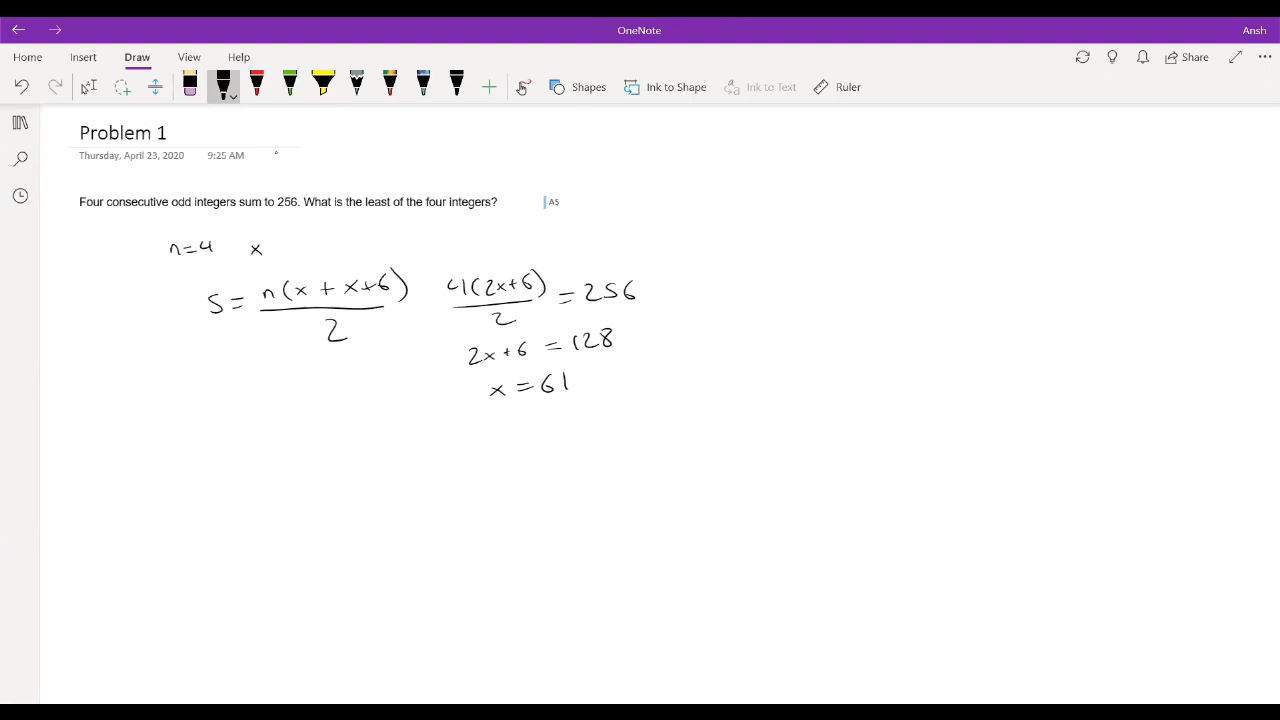 OneNote
Ansh
Home Insert Draw View Help
Share
Shapes Ink to Shape Ink to Text Ruler
Problem 1
Thursday, April 23, 2020 9:25 AM
Four consecutive odd integers sum to 256. What is the least of the four integers?
AS
n=4 x
S = n(x + x+6) / 2
4(2x+6) / 2 = 256
2x+6 = 128
x = 61